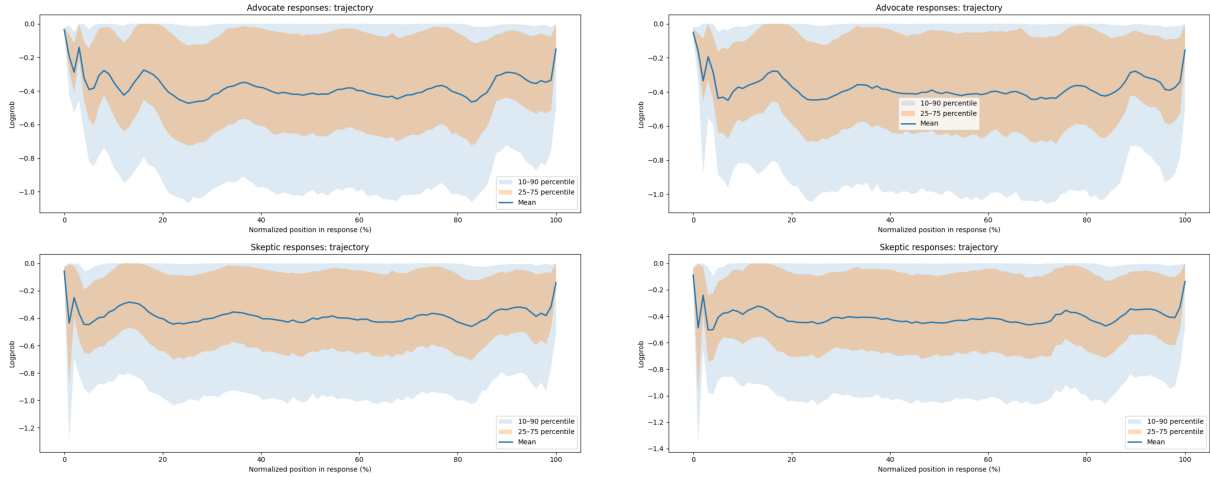 Advocate responses: trajectory
Logprob
0.0
−0.2
−0.4
−0.6
−0.8
−1.0
10–90 percentile
25–75 percentile
Mean
0
20
40
60
80
100
Normalized position in response (%)
Advocate responses: trajectory
Logprob
0.0
−0.2
−0.4
−0.6
−0.8
−1.0
10–90 percentile
25–75 percentile
Mean
0
20
40
60
80
100
Normalized position in response (%)
Skeptic responses: trajectory
Logprob
0.0
−0.2
−0.4
−0.6
−0.8
−1.0
−1.2
10–90 percentile
25–75 percentile
Mean
0
20
40
60
80
100
Normalized position in response (%)
Skeptic responses: trajectory
Logprob
0.0
−0.2
−0.4
−0.6
−0.8
−1.0
−1.2
−1.4
10–90 percentile
25–75 percentile
Mean
0
20
40
60
80
100
Normalized position in response (%)